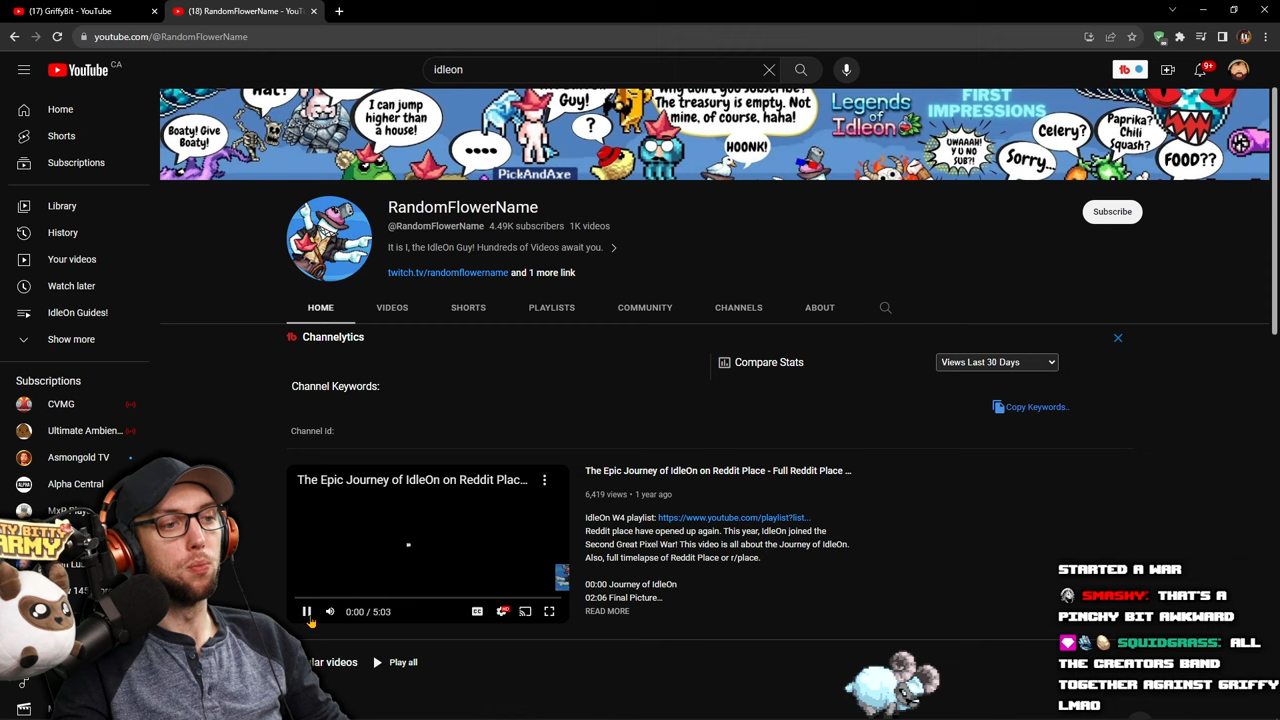 (17) GriffyBit - YouTube
(18) RandomFlowerName - YouT
youtube.com/@RandomFlowerName
YouTube CA
idleon
9+
Home
Shorts
Subscriptions
Library
History
Your videos
Watch later
IdleOn Guides!
Show more
Subscriptions
CVMG
Ultimate Ambien...
Asmongold TV
Alpha Central
Boaty! Give
Boaty!
I can jump
higher than
a house!
....
Guy!
?
PickAndAxe
The treasury is empty. Not
mine, of course, haha!
HOONK!
Legends
of
Idleon
FIRST
IMPRESSIONS
UWAAAH!
Y U NO
SUB?!
Celery?
Sorry...
Paprika?
Chili
Squash?
FOOD??
RandomFlowerName
@RandomFlowerName 4.49K subscribers 1K videos
It is I, the IdleOn Guy! Hundreds of Videos await you.
twitch.tv/randomflowername and 1 more link
Subscribe
HOME VIDEOS SHORTS PLAYLISTS COMMUNITY CHANNELS ABOUT
Channelytics
Compare Stats
Views Last 30 Days
Channel Keywords:
Copy Keywords..
Channel Id:
The Epic Journey of IdleOn on Reddit Plac...
0:00 / 5:03
The Epic Journey of IdleOn on Reddit Place - Full Reddit Place ...
6,419 views • 1 year ago
IdleOn W4 playlist: https://www.youtube.com/playlist?list...
Reddit place have opened up again. This year, IdleOn joined the
Second Great Pixel War! This video is all about the Journey of IdleOn.
Also, full timelapse of Reddit Place or r/place.
00:00 Journey of IdleOn
02:06 Final Picture...
READ MORE
videos
Play all
ARMY
STARTED A WAR
SMASHY: THAT'S A
PINCHY BIT AWKWARD
SQUIDGRASS: ALL
THE CREATORS BAND
TOGETHER AGAINST GRIFFY
LMAO